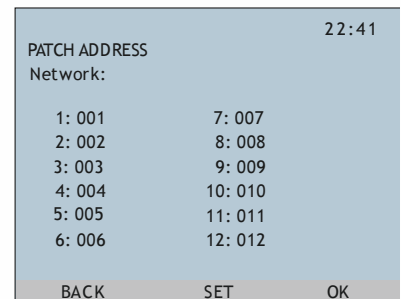 22:41
PATCH ADDRESS
Network:
1: 001 7: 007
2: 002 8: 008
3: 003 9: 009
4: 004 10: 010
5: 005 11: 011
6: 006 12: 012
BACK SET OK